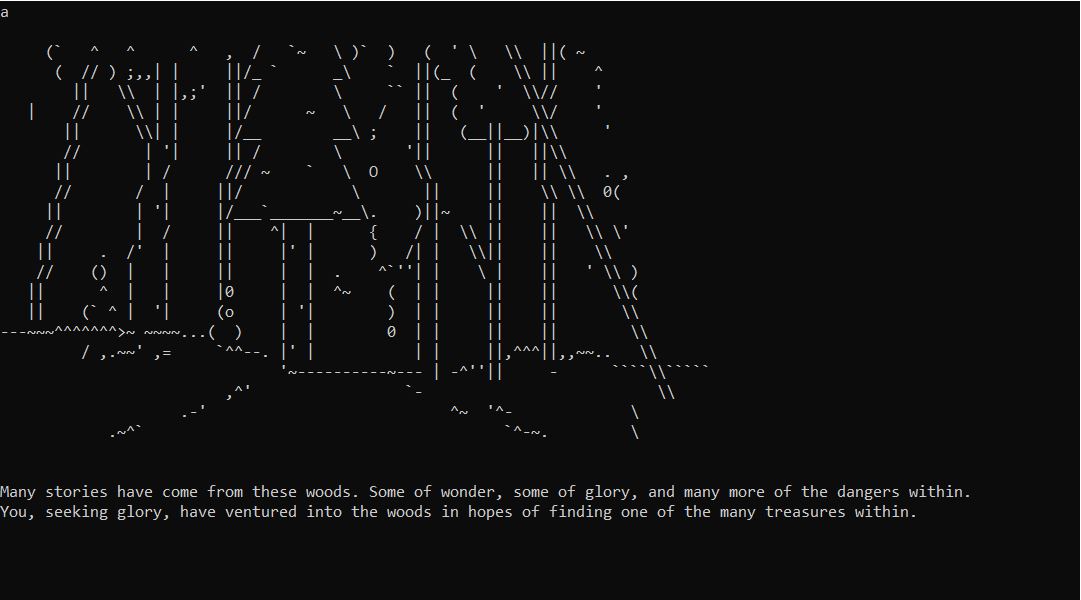 a
Many stories have come from these woods. Some of wonder, some of glory, and many more of the dangers within.
You, seeking glory, have ventured into the woods in hopes of finding one of the many treasures within.